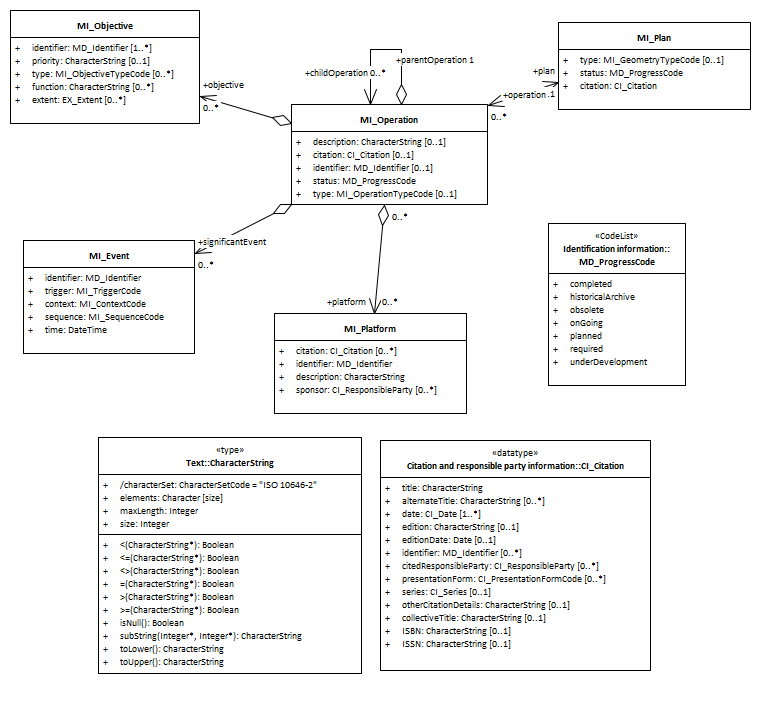 MI_Objective
+ identifier: MD_Identifier [1..*]
+ priority: CharacterString [0..1]
+ type: MI_ObjectiveTypeCode [0..*]
+ function: CharacterString [0..*]
+ extent: EX_Extent [0..*]
+objective
0..*
+childOperation 0..*
+parentOperation 1
MI_Plan
+ type: MI_GeometryTypeCode [0..1]
+ status: MD_ProgressCode
+ citation: CI_Citation
+plan
+operation
0..1
0..*
MI_Operation
+ description: CharacterString [0..1]
+ citation: CI_Citation [0..1]
+ identifier: MD_Identifier [0..1]
+ status: MD_ProgressCode
+ type: MI_OperationTypeCode [0..1]
0..*
+significantEvent
0..*
MI_Event
+ identifier: MD_Identifier
+ trigger: MI_TriggerCode
+ context: MI_ContextCode
+ sequence: MI_SequenceCode
+ time: DateTime
+platform
0..*
MI_Platform
+ citation: CI_Citation [0..*]
+ identifier: MD_Identifier
+ description: CharacterString
+ sponsor: CI_ResponsibleParty [0..*]
«CodeList»
Identification information::
MD_ProgressCode
+ completed
+ historicalArchive
+ obsolete
+ onGoing
+ planned
+ required
+ underDevelopment
«type»
Text::CharacterString
+ /characterSet: CharacterSetCode = "ISO 10646-2"
+ elements: Character [size]
+ maxLength: Integer
+ size: Integer
+ <(CharacterString*): Boolean
+ <=(CharacterString*): Boolean
+ <>(CharacterString*): Boolean
+ =(CharacterString*): Boolean
+ >(CharacterString*): Boolean
+ >=(CharacterString*): Boolean
+ isNull(): Boolean
+ subString(Integer*, Integer*): CharacterString
+ toLower(): CharacterString
+ toUpper(): CharacterString
«datatype»
Citation and responsible party information::CI_Citation
+ title: CharacterString
+ alternateTitle: CharacterString [0..*]
+ date: CI_Date [1..*]
+ edition: CharacterString [0..1]
+ editionDate: Date [0..1]
+ identifier: MD_Identifier [0..*]
+ citedResponsibleParty: CI_ResponsibleParty [0..*]
+ presentationForm: CI_PresentationFormCode [0..*]
+ series: CI_Series [0..1]
+ otherCitationDetails: CharacterString [0..1]
+ collectiveTitle: CharacterString [0..1]
+ ISBN: CharacterString [0..1]
+ ISSN: CharacterString [0..1]